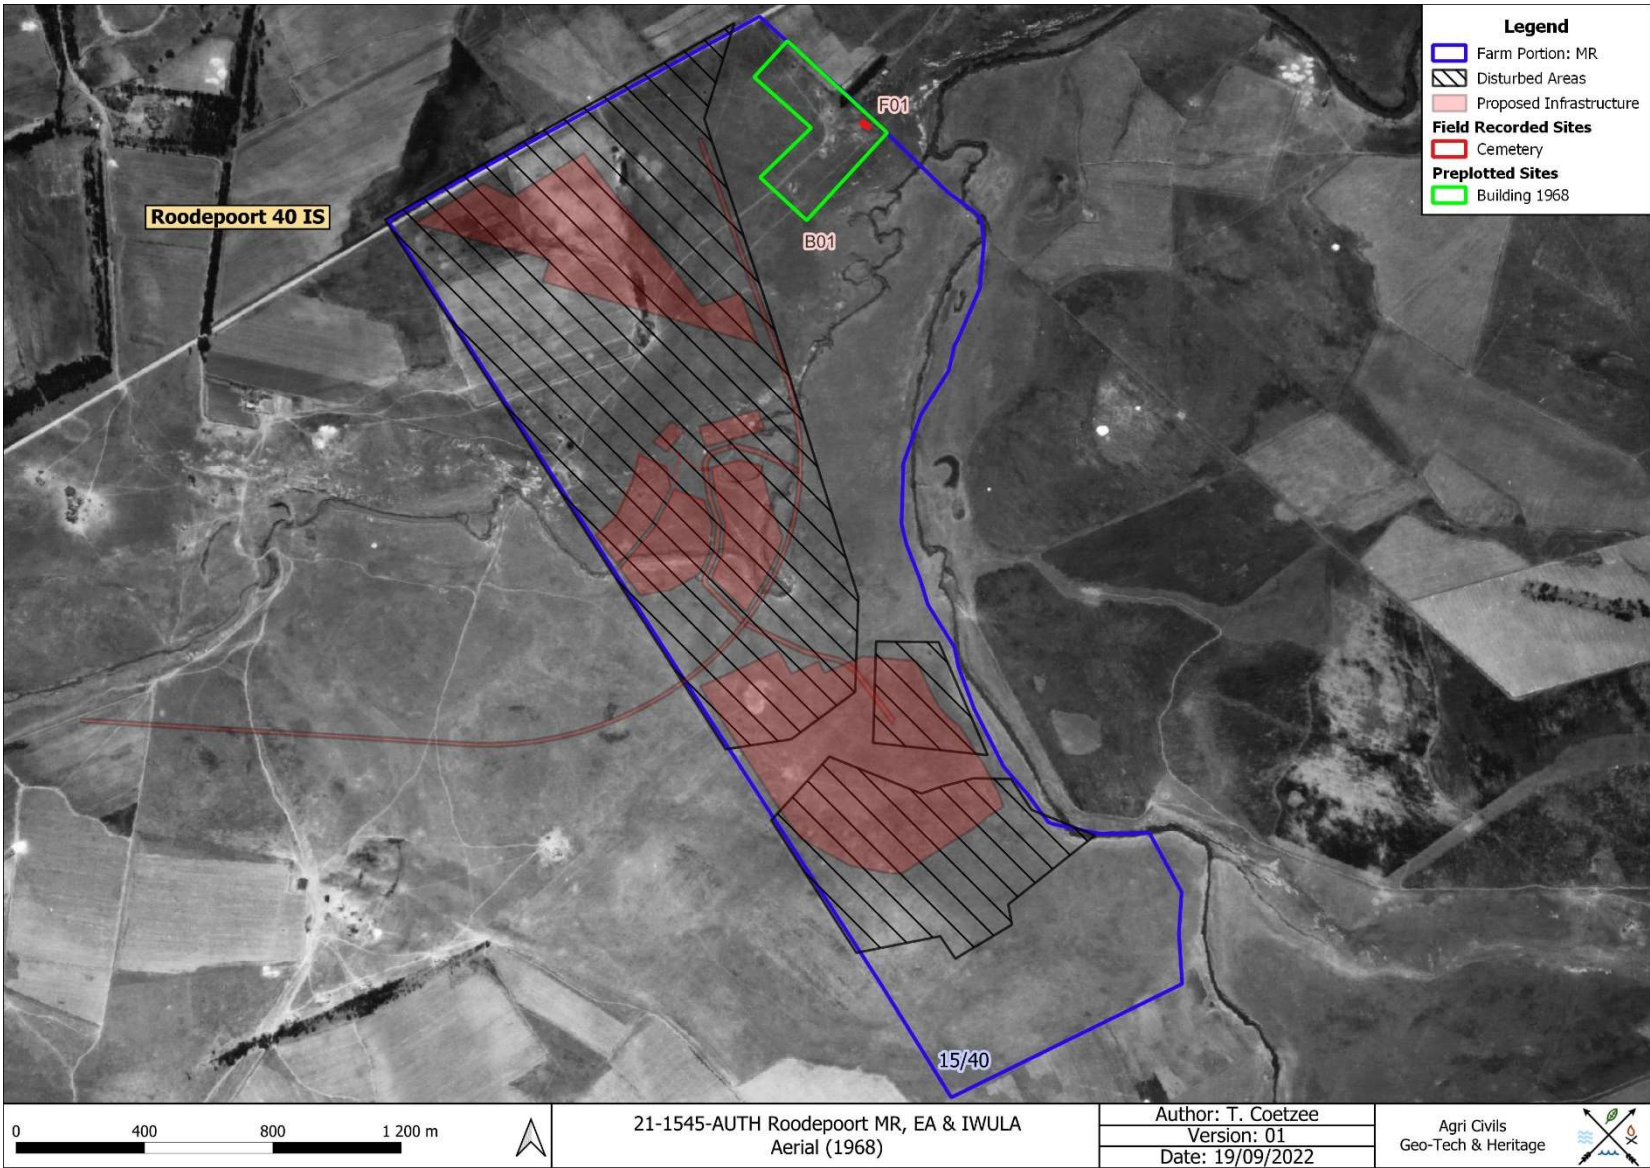 Legend
Farm Portion: MR
Disturbed Areas
Proposed Infrastructure
Field Recorded Sites
Cemetery
Preplotted Sites
Building 1968
F01
Roodepoort 40 IS
B01
15/40
0 400 800 1 200 m
21-1545-AUTH Roodepoort MR, EA & IWULA
Aerial (1968)
Author: T. Coetzee
Version: 01
Date: 19/09/2022
Agri Civils
Geo-Tech & Heritage